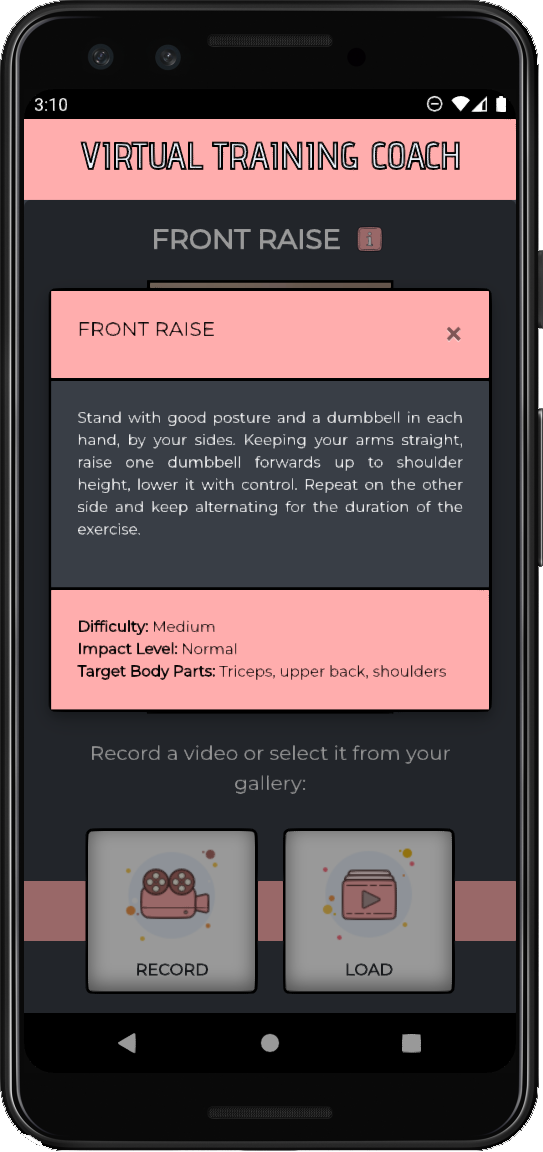 3:10
VIRTUAL TRAINING COACH
FRONT RAISE i
FRONT RAISE ×
Stand with good posture and a dumbbell in each
hand, by your sides. Keeping your arms straight,
raise one dumbbell forwards up to shoulder
height, lower it with control. Repeat on the other
side and keep alternating for the duration of the
exercise.
Difficulty: Medium
Impact Level: Normal
Target Body Parts: Triceps, upper back, shoulders
Record a video or select it from your
gallery:
RECORD
LOAD